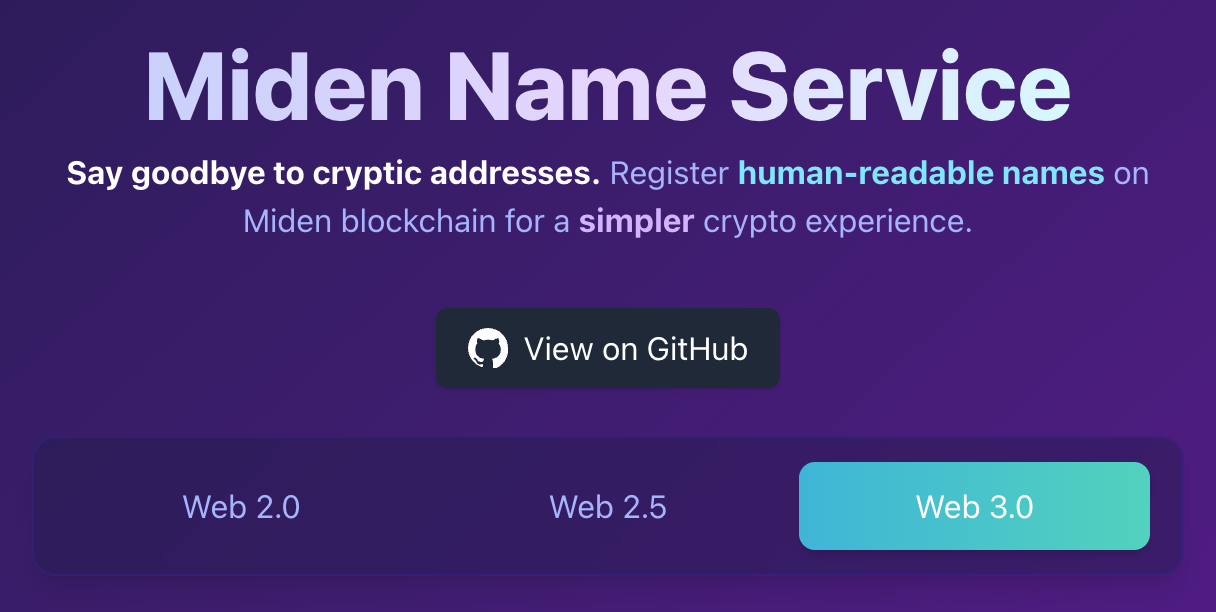 Miden Name Service
Say goodbye to cryptic addresses. Register human-readable names on
Miden blockchain for a simpler crypto experience.
View on GitHub
Web 2.0
Web 2.5
Web 3.0